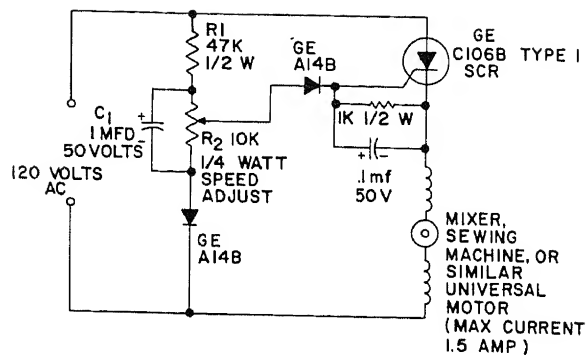 R1
47K
1/2 W
C1
1 MFD
50 VOLTS
+
-
R2 10K
1/4 WATT
SPEED
ADJUST
120 VOLTS
AC
GE
A14B
GE
A14B
GE
C106B TYPE 1
SCR
1K 1/2 W
+ -
.1mf
50 V
MIXER,
SEWING
MACHINE, OR
SIMILAR
UNIVERSAL
MOTOR
(MAX CURRENT
1.5 AMP)